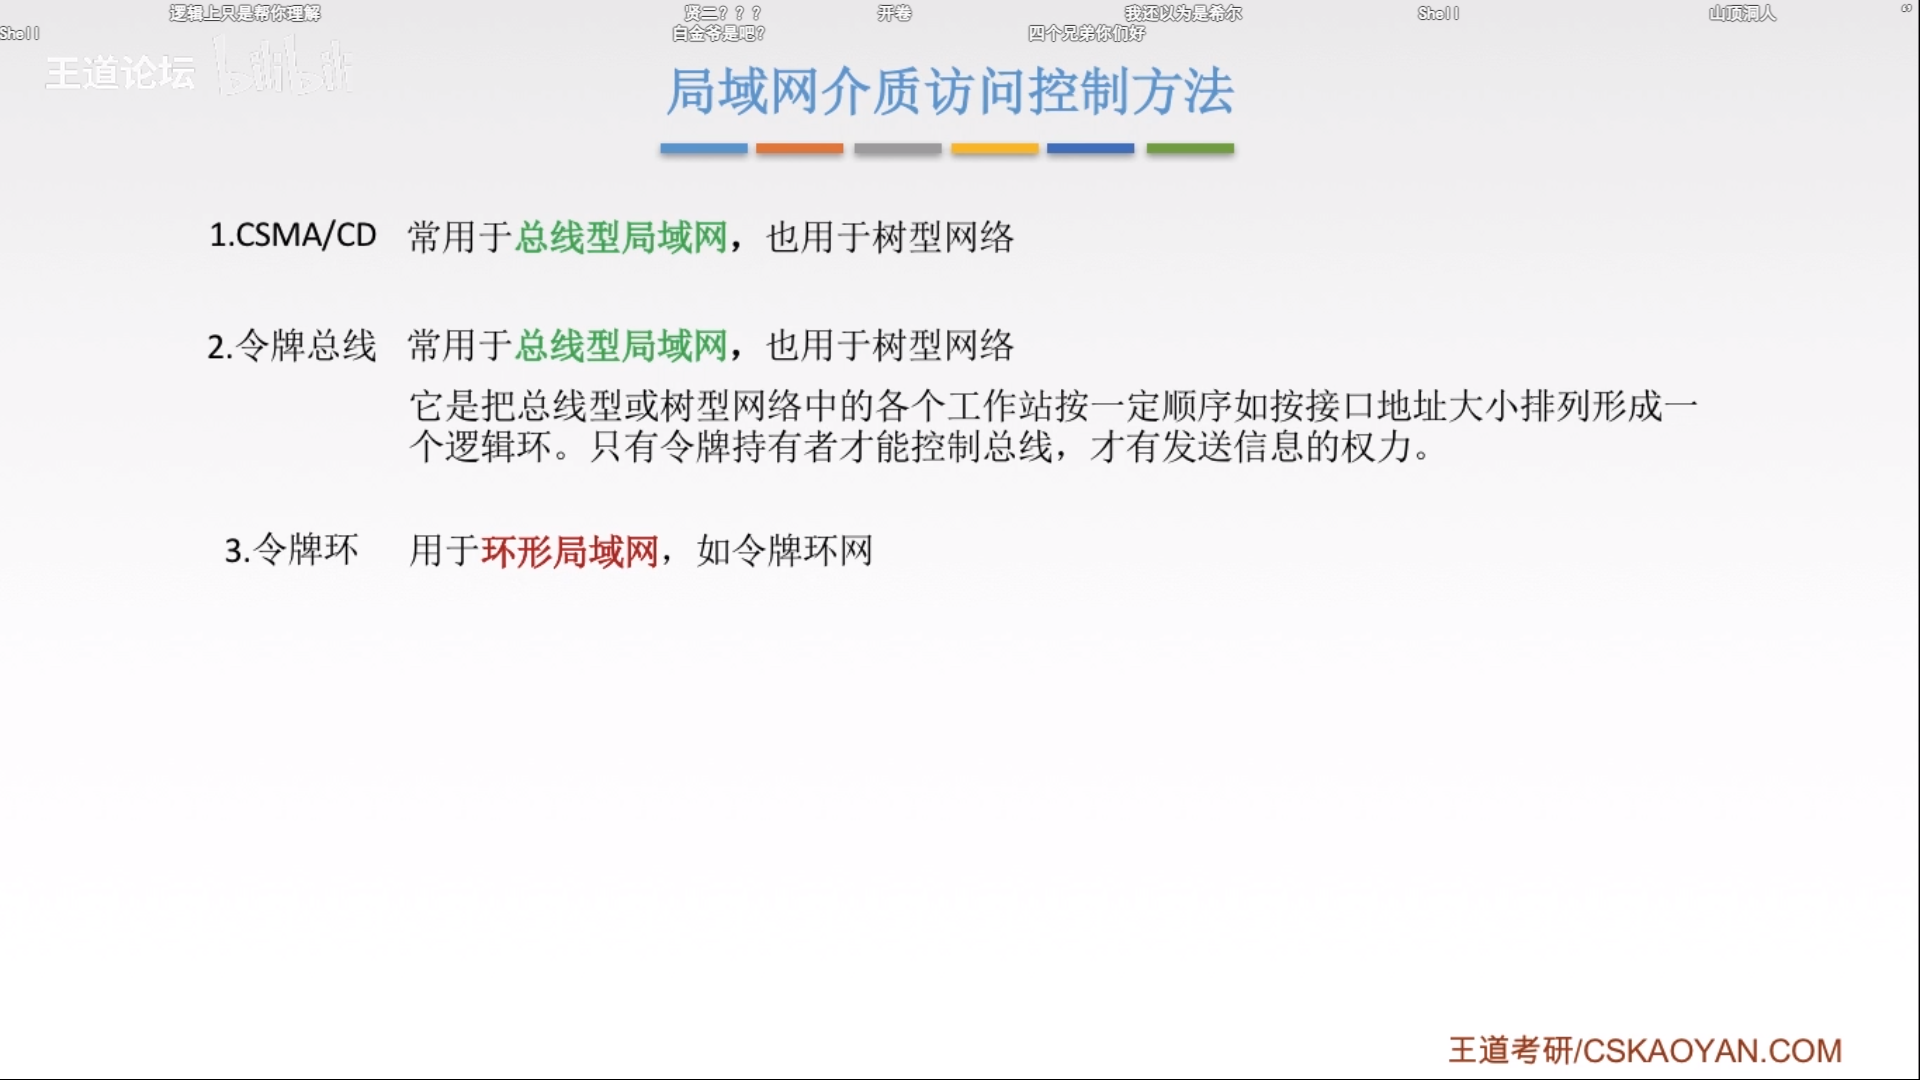 逻辑上只是帮你理解 贤二？？？ 开卷 我还以为是希尔 Shell 山顶洞人
Shell 白金爷是吧？ 四个兄弟你们好
王道论坛 bilibili
局域网介质访问控制方法
1.CSMA/CD 常用于总线型局域网，也用于树型网络
2.令牌总线 常用于总线型局域网，也用于树型网络
它是把总线型或树型网络中的各个工作站按一定顺序如按接口地址大小排列形成一
个逻辑环。只有令牌持有者才能控制总线，才有发送信息的权力。
3.令牌环 用于环形局域网，如令牌环网
王道考研/CSKAOYAN.COM